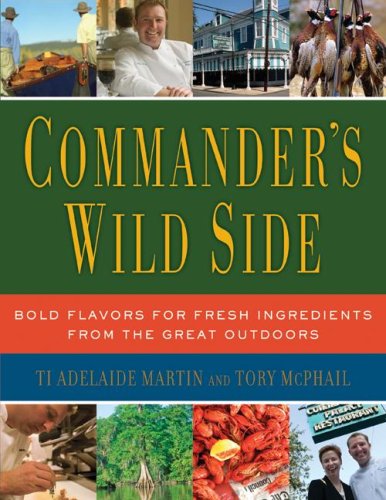 COMMANDER'S
WILD SIDE
BOLD FLAVORS FOR FRESH INGREDIENTS
FROM THE GREAT OUTDOORS
TI ADELAIDE MARTIN AND TORY MCPHAIL